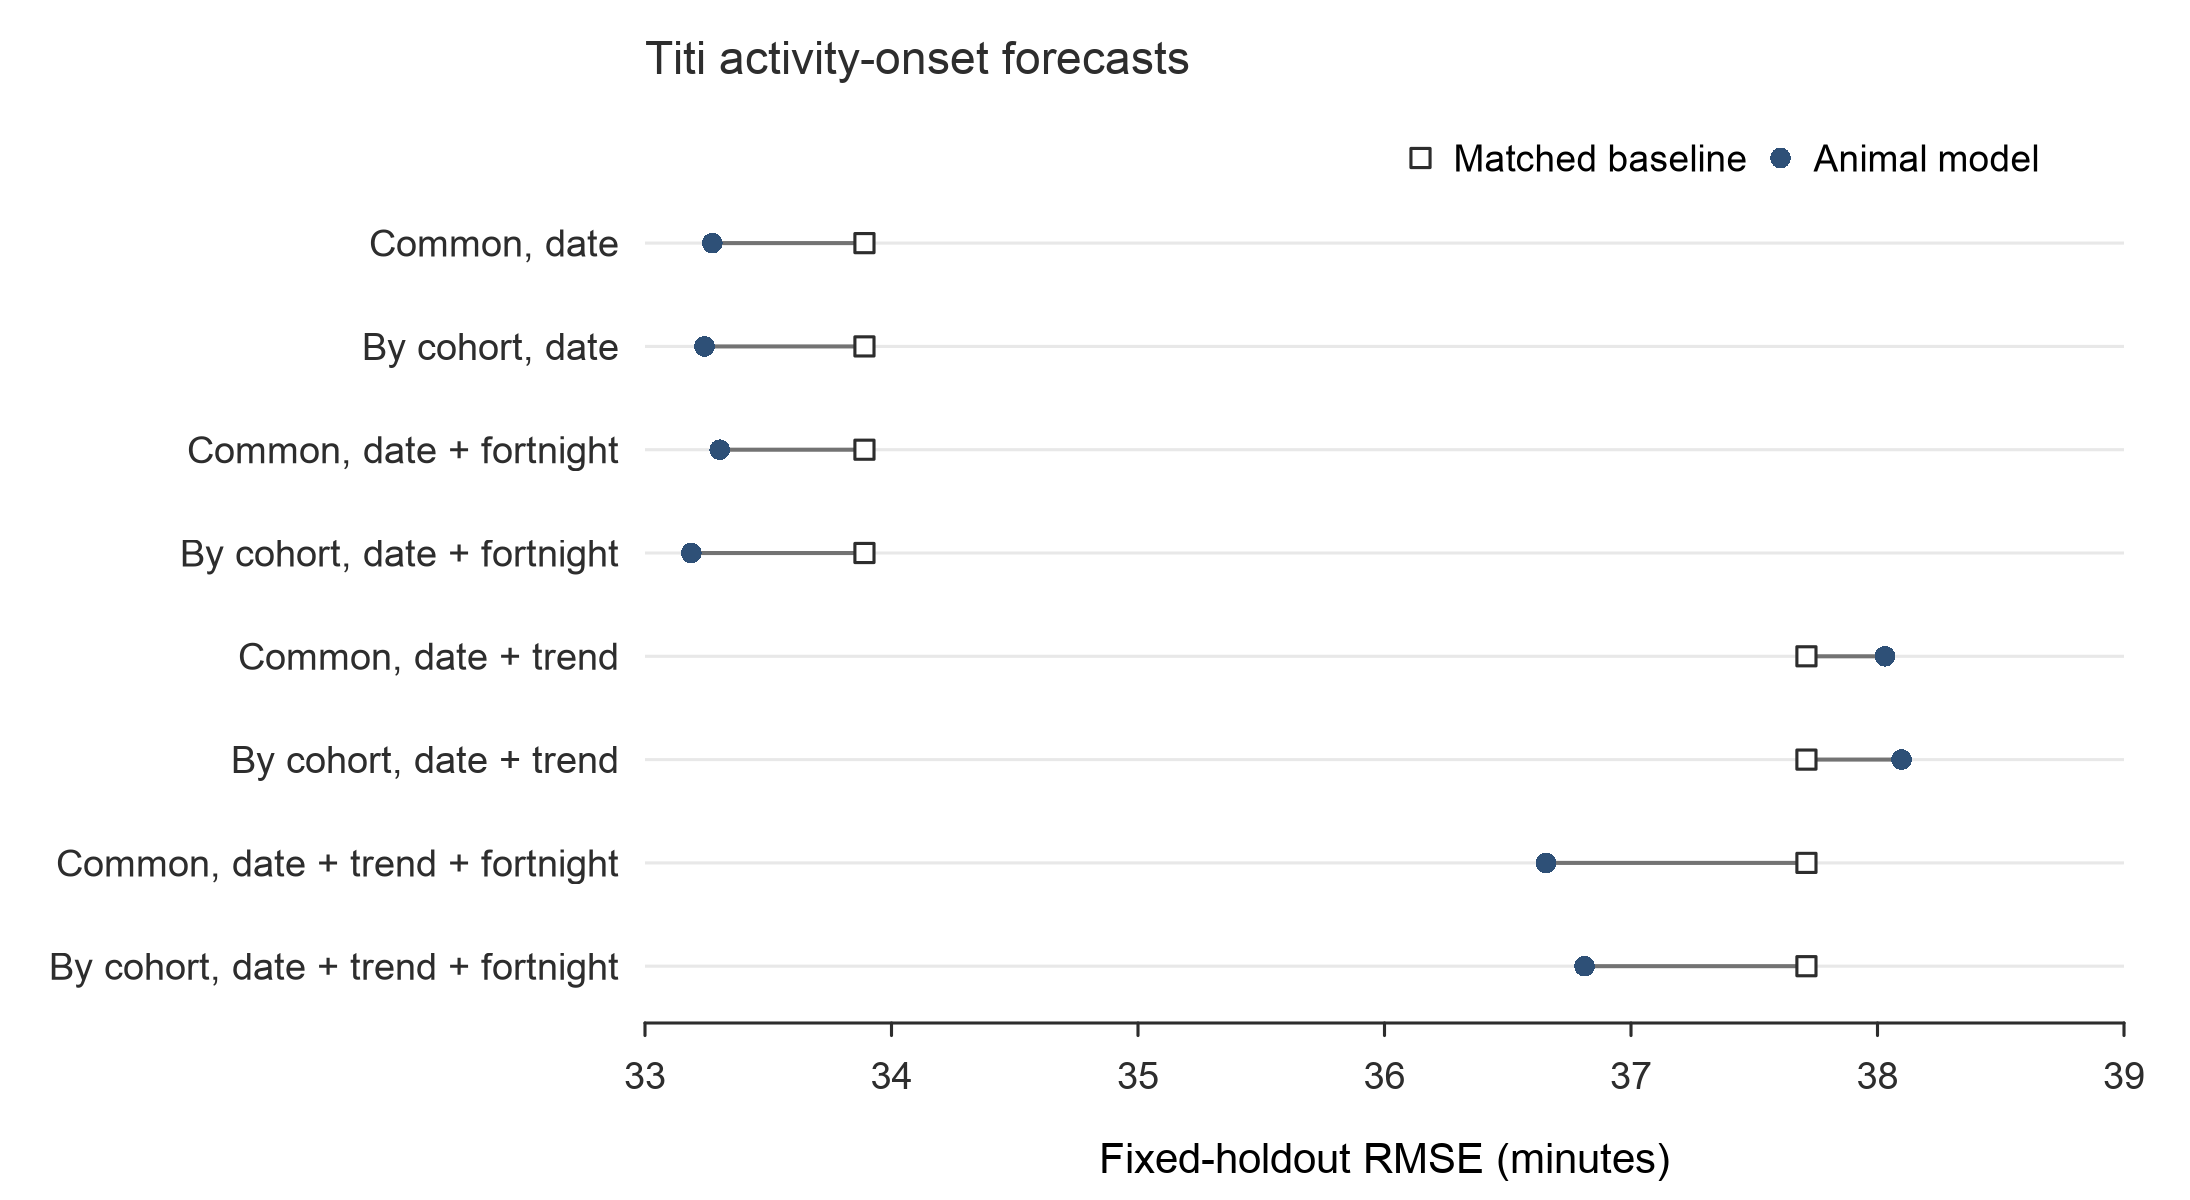 Titi activity-onset forecasts
Matched baseline Animal model
Common, date
By cohort, date
Common, date + fortnight
By cohort, date + fortnight
Common, date + trend
By cohort, date + trend
Common, date + trend + fortnight
By cohort, date + trend + fortnight
33 34 35 36 37 38 39
Fixed-holdout RMSE (minutes)